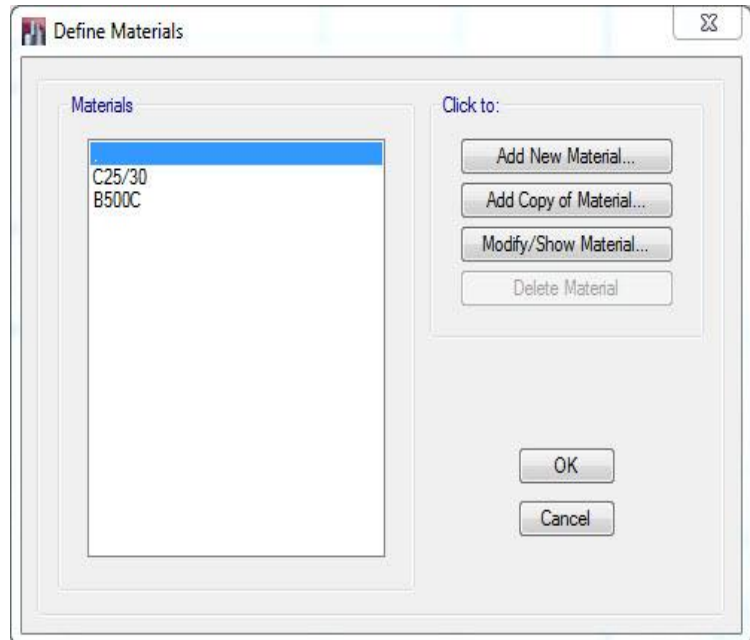 Define Materials
Materials
.
C25/30
B500C
Click to:
Add New Material...
Add Copy of Material...
Modify/Show Material...
Delete Material
OK
Cancel